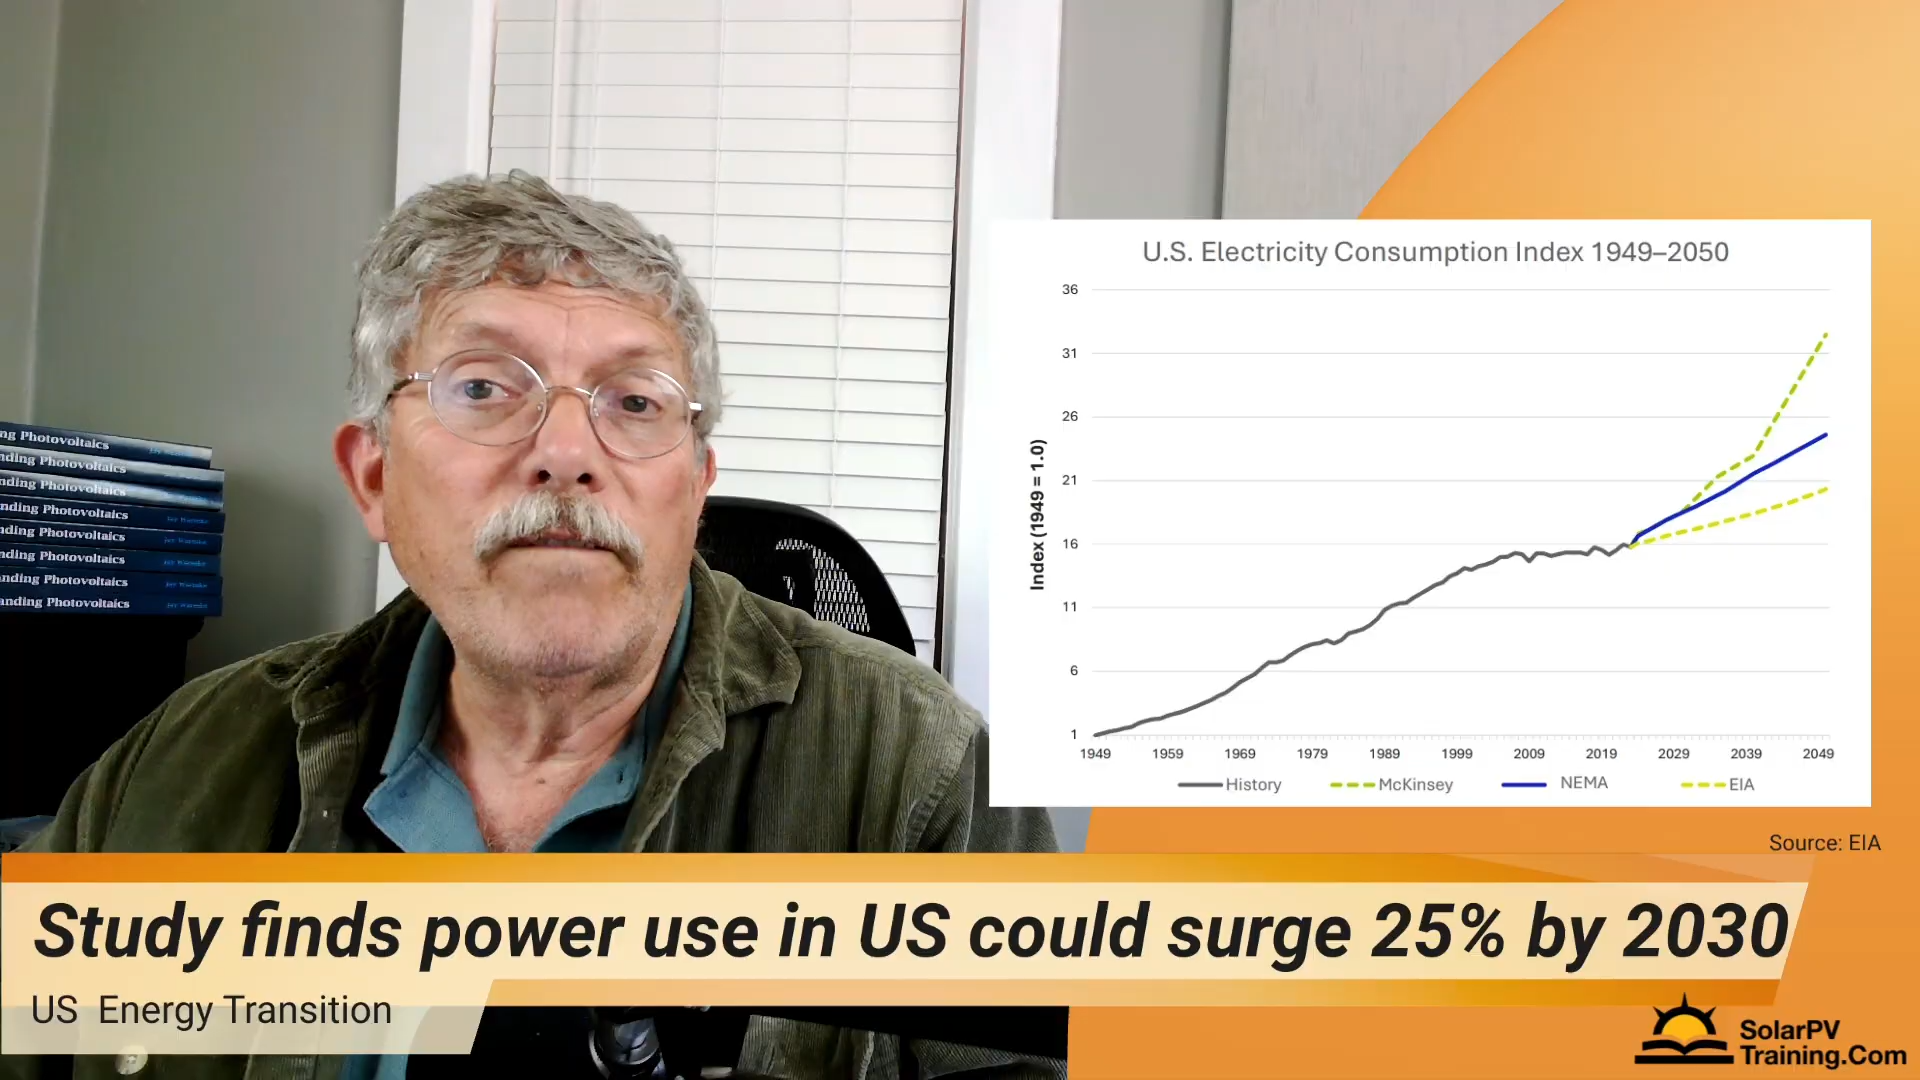 ng Photovoltaics
nding Photovoltaics
nding Photovoltaics
nding Photovoltaics
nding Photovoltaics
nding Photovoltaics
anding Photovoltaics
anding Photovoltaics
U.S. Electricity Consumption Index 1949–2050
Index (1949 = 1.0)
36
31
26
21
16
11
6
1
1949 1959 1969 1979 1989 1999 2009 2019 2029 2039 2049
History McKinsey NEMA EIA
Source: EIA
Study finds power use in US could surge 25% by 2030
US Energy Transition
SolarPV
Training.Com